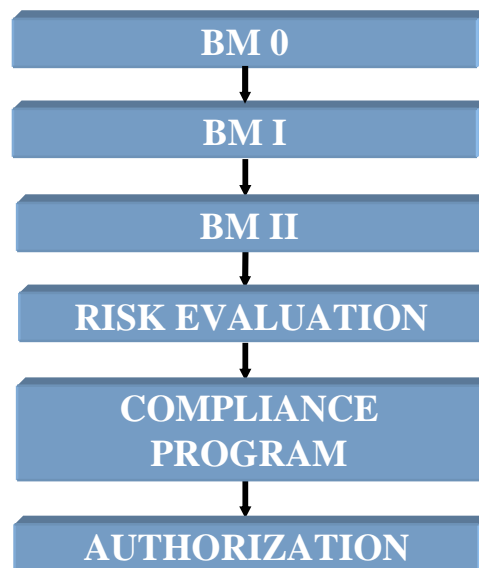 BM 0
BM I
BM II
RISK EVALUATION
COMPLIANCE
PROGRAM
AUTHORIZATION